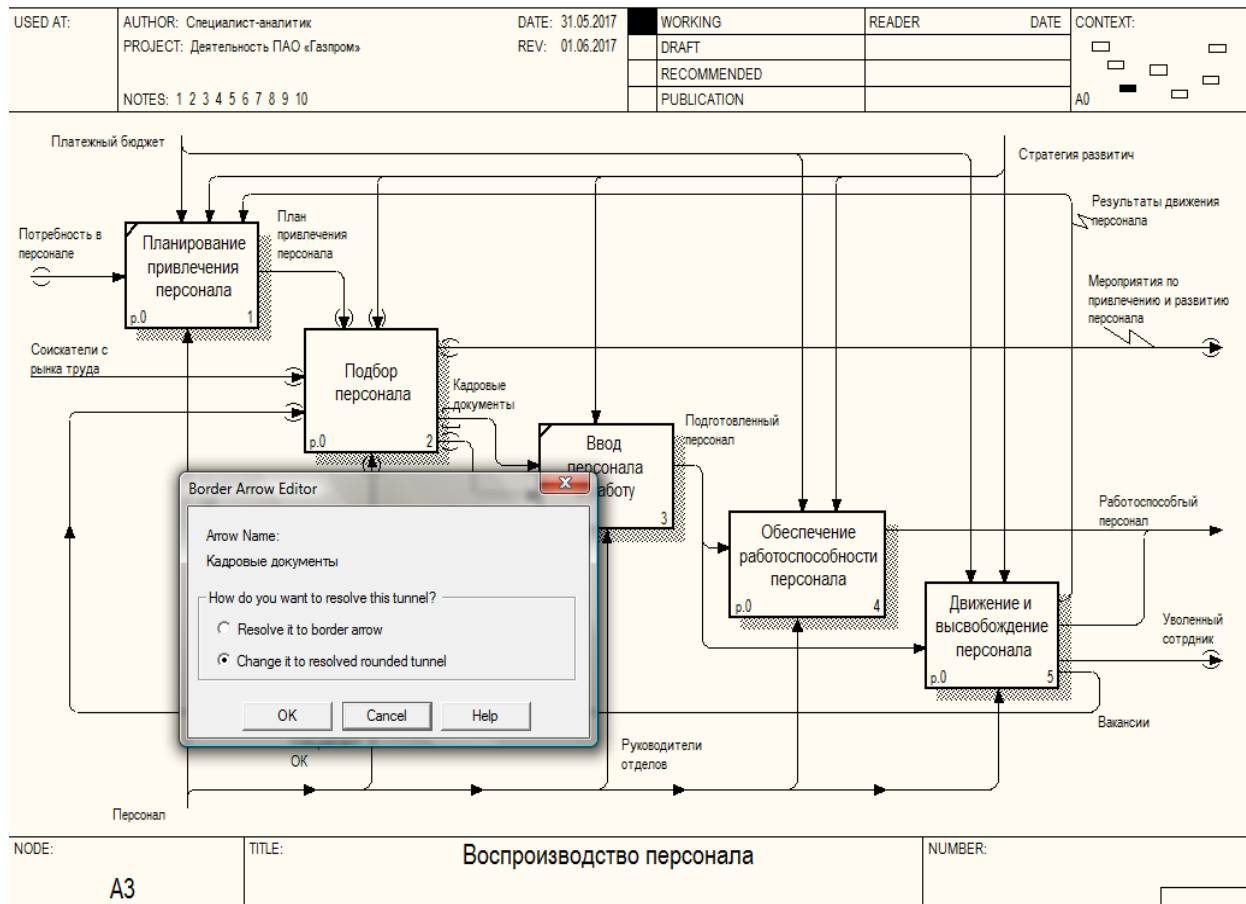 USED AT:
AUTHOR: Специалист-аналитик
DATE: 31.05.2017
PROJECT: Деятельность ПАО «Газпром»
REV: 01.06.2017
NOTES: 1 2 3 4 5 6 7 8 9 10
WORKING
DRAFT
RECOMMENDED
PUBLICATION
READER
DATE
CONTEXT:
A0
Платежный бюджет
Стратегия развитич
Результаты движения
персонала
Потребность в
персонале
Планирование
привлечения
персонала
р.0
1
План
привлечения
персонала
Мероприятия по
привлечению и развитию
персонала
Соискатели с
рынка труда
Подбор
персонала
р.0
2
Кадровые
документы
Ввод
персонала
аботу
3
Подготовленный
персонал
Обеспечение
работоспособности
персонала
р.0
4
Работоспособгый
персонал
Движение и
высвобождение
персонала
р.0
5
Уволенный
сотрдник
Вакансии
Border Arrow Editor
Arrow Name:
Кадровые документы
How do you want to resolve this tunnel?
Resolve it to border arrow
Change it to resolved rounded tunnel
OK
Cancel
Help
ОК
Руководители
отделов
Персонал
NODE:
A3
TITLE:
Воспроизводство персонала
NUMBER: